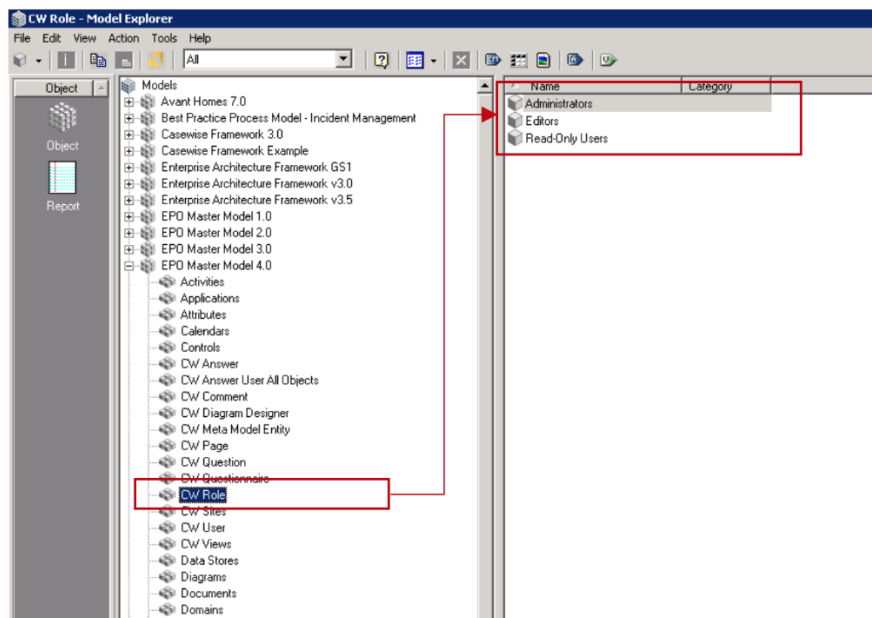 CW Role - Model Explorer
File Edit View Action Tools Help
All
Object
Object
Report
Models
Avant Homes 7.0
Best Practice Process Model - Incident Management
Casewise Framework 3.0
Casewise Framework Example
Enterprise Architecture Framework GS1
Enterprise Architecture Framework v3.0
Enterprise Architecture Framework v3.5
EPO Master Model 1.0
EPO Master Model 2.0
EPO Master Model 3.0
EPO Master Model 4.0
Activities
Applications
Attributes
Calendars
Controls
CW Answer
CW Answer User All Objects
CW Comment
CW Diagram Designer
CW Meta Model Entity
CW Page
CW Question
CW Questionnaire
CW Role
CW Sites
CW User
CW Views
Data Stores
Diagrams
Documents
Domains
Name Category
Administrators
Editors
Read-Only Users